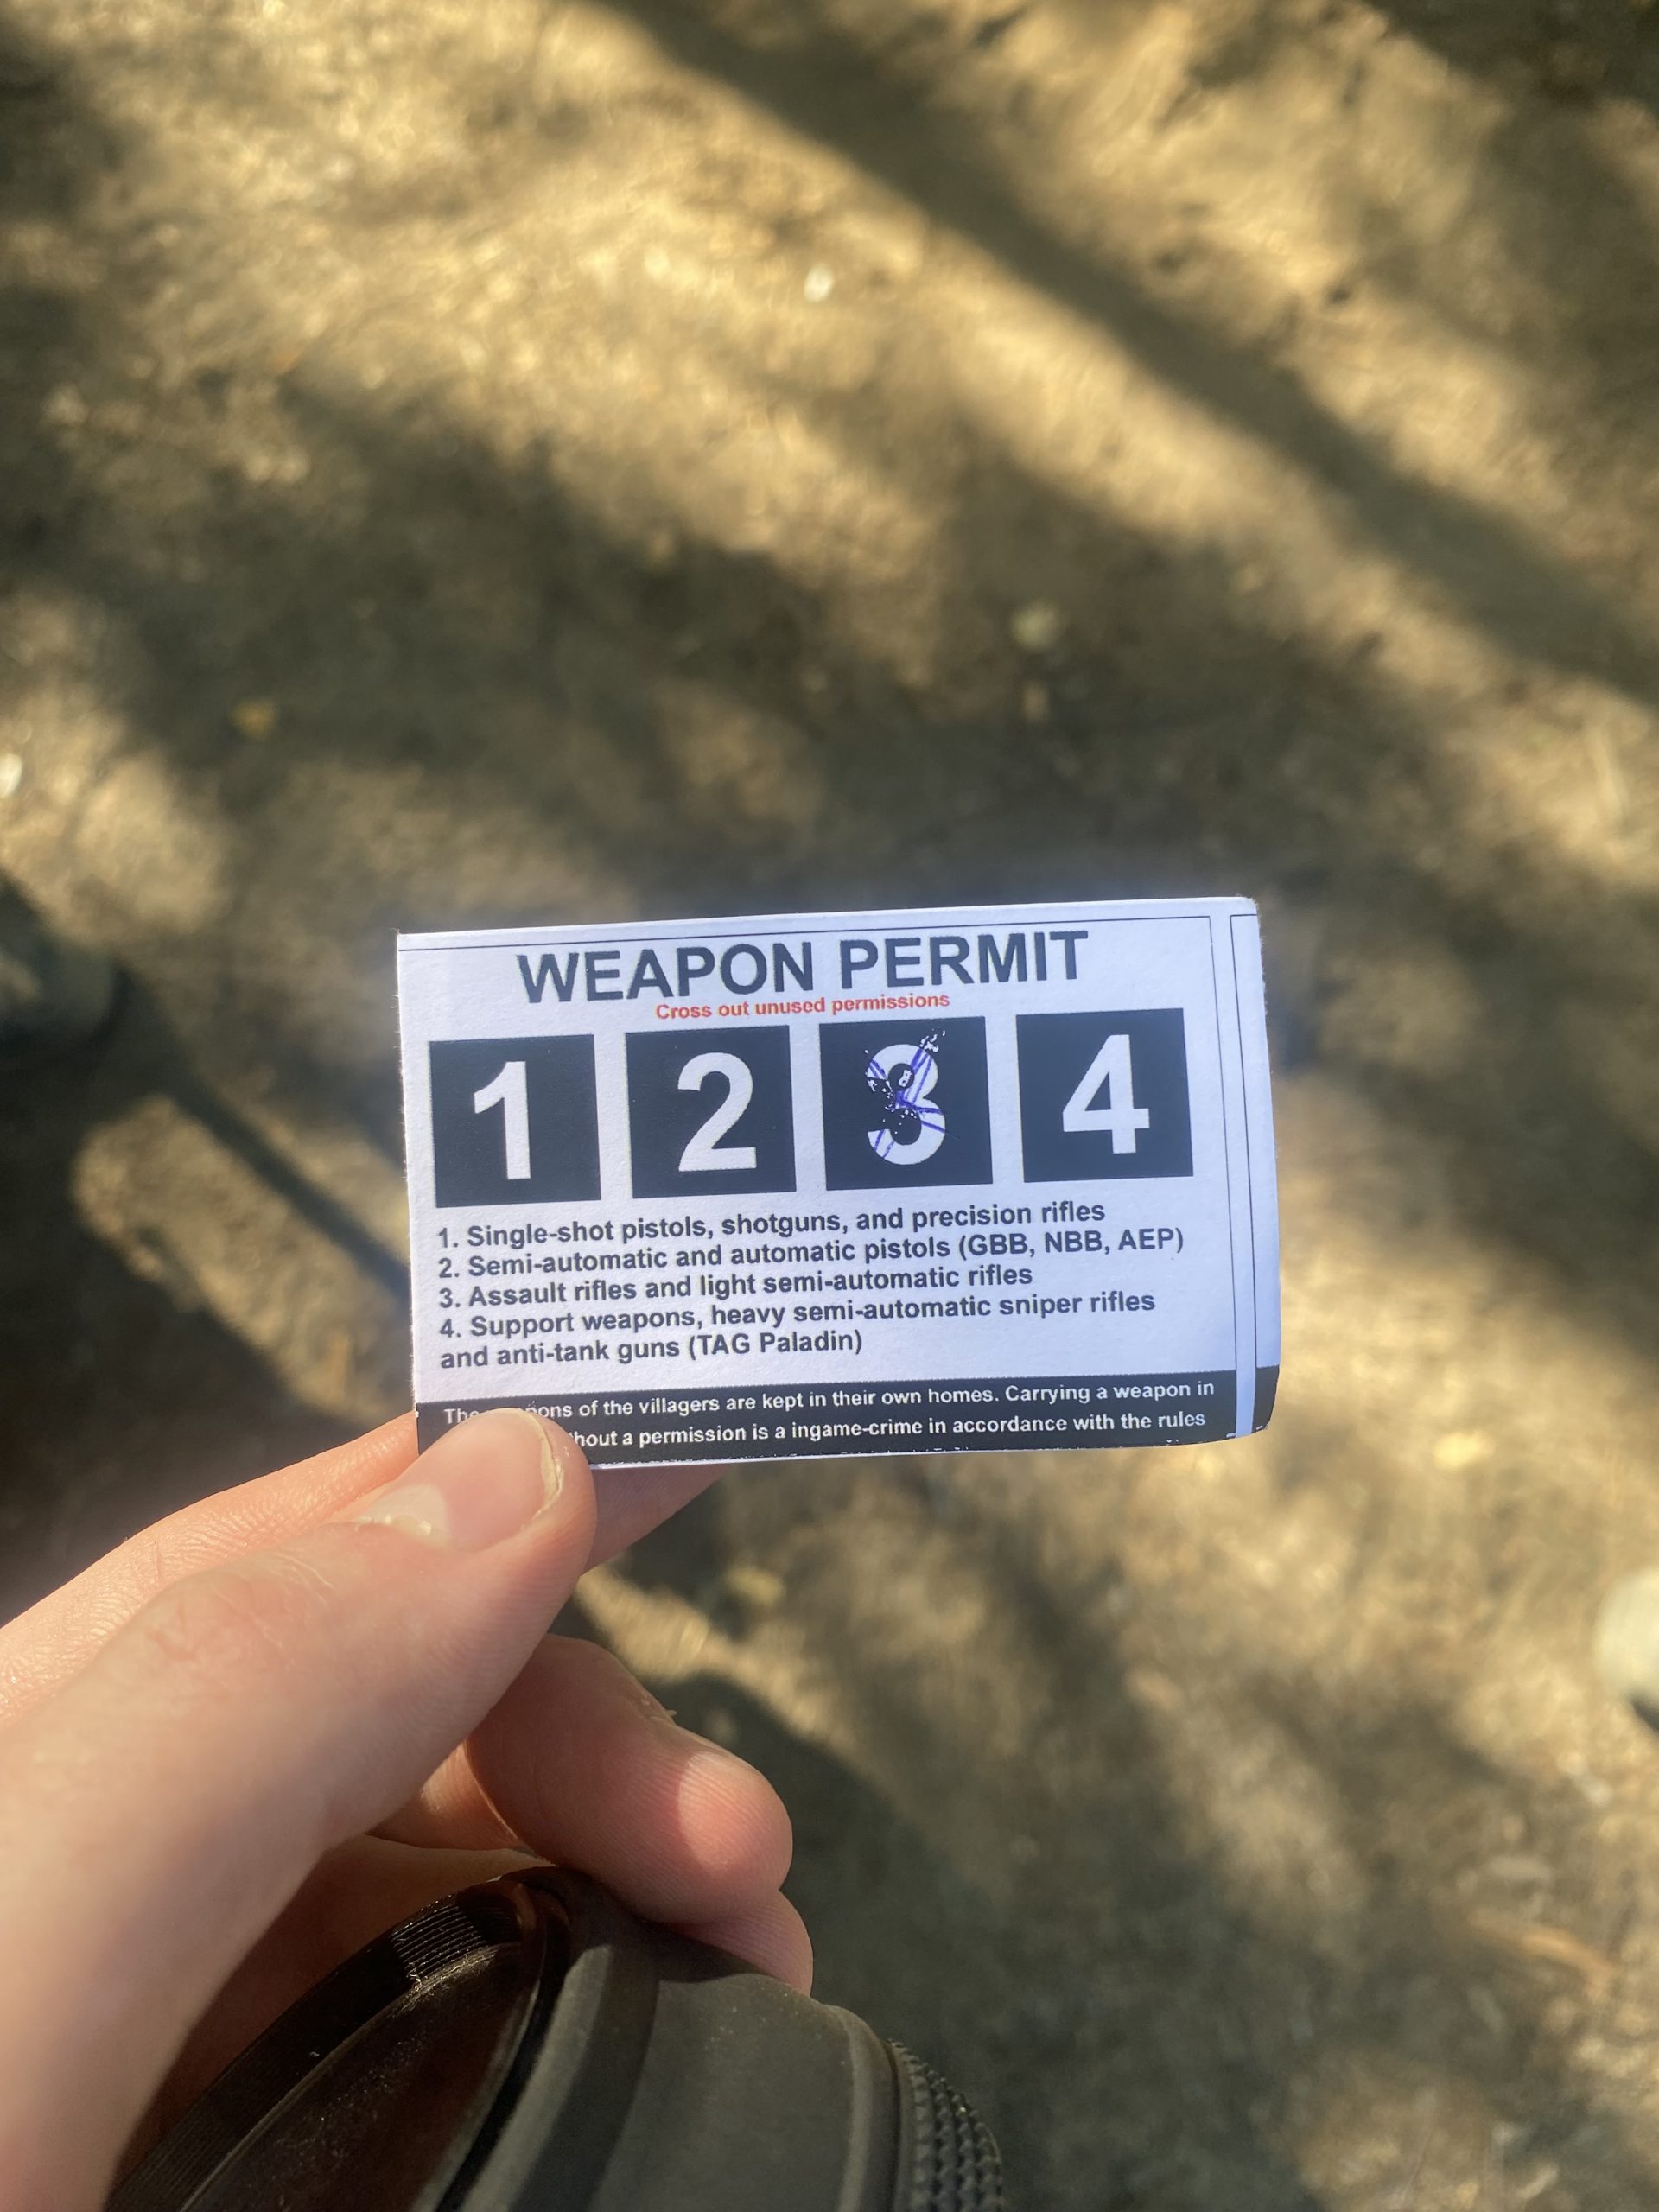 WEAPON PERMIT
Cross out unused permissions
1 2 3 4
1. Single-shot pistols, shotguns, and precision rifles
2. Semi-automatic and automatic pistols (GBB, NBB, AEP)
3. Assault rifles and light semi-automatic rifles
4. Support weapons, heavy semi-automatic sniper rifles
and anti-tank guns (TAG Paladin)
of the villagers are kept in their own homes. Carrying a weapon in
a permission is a ingame-crime in accordance with the rules